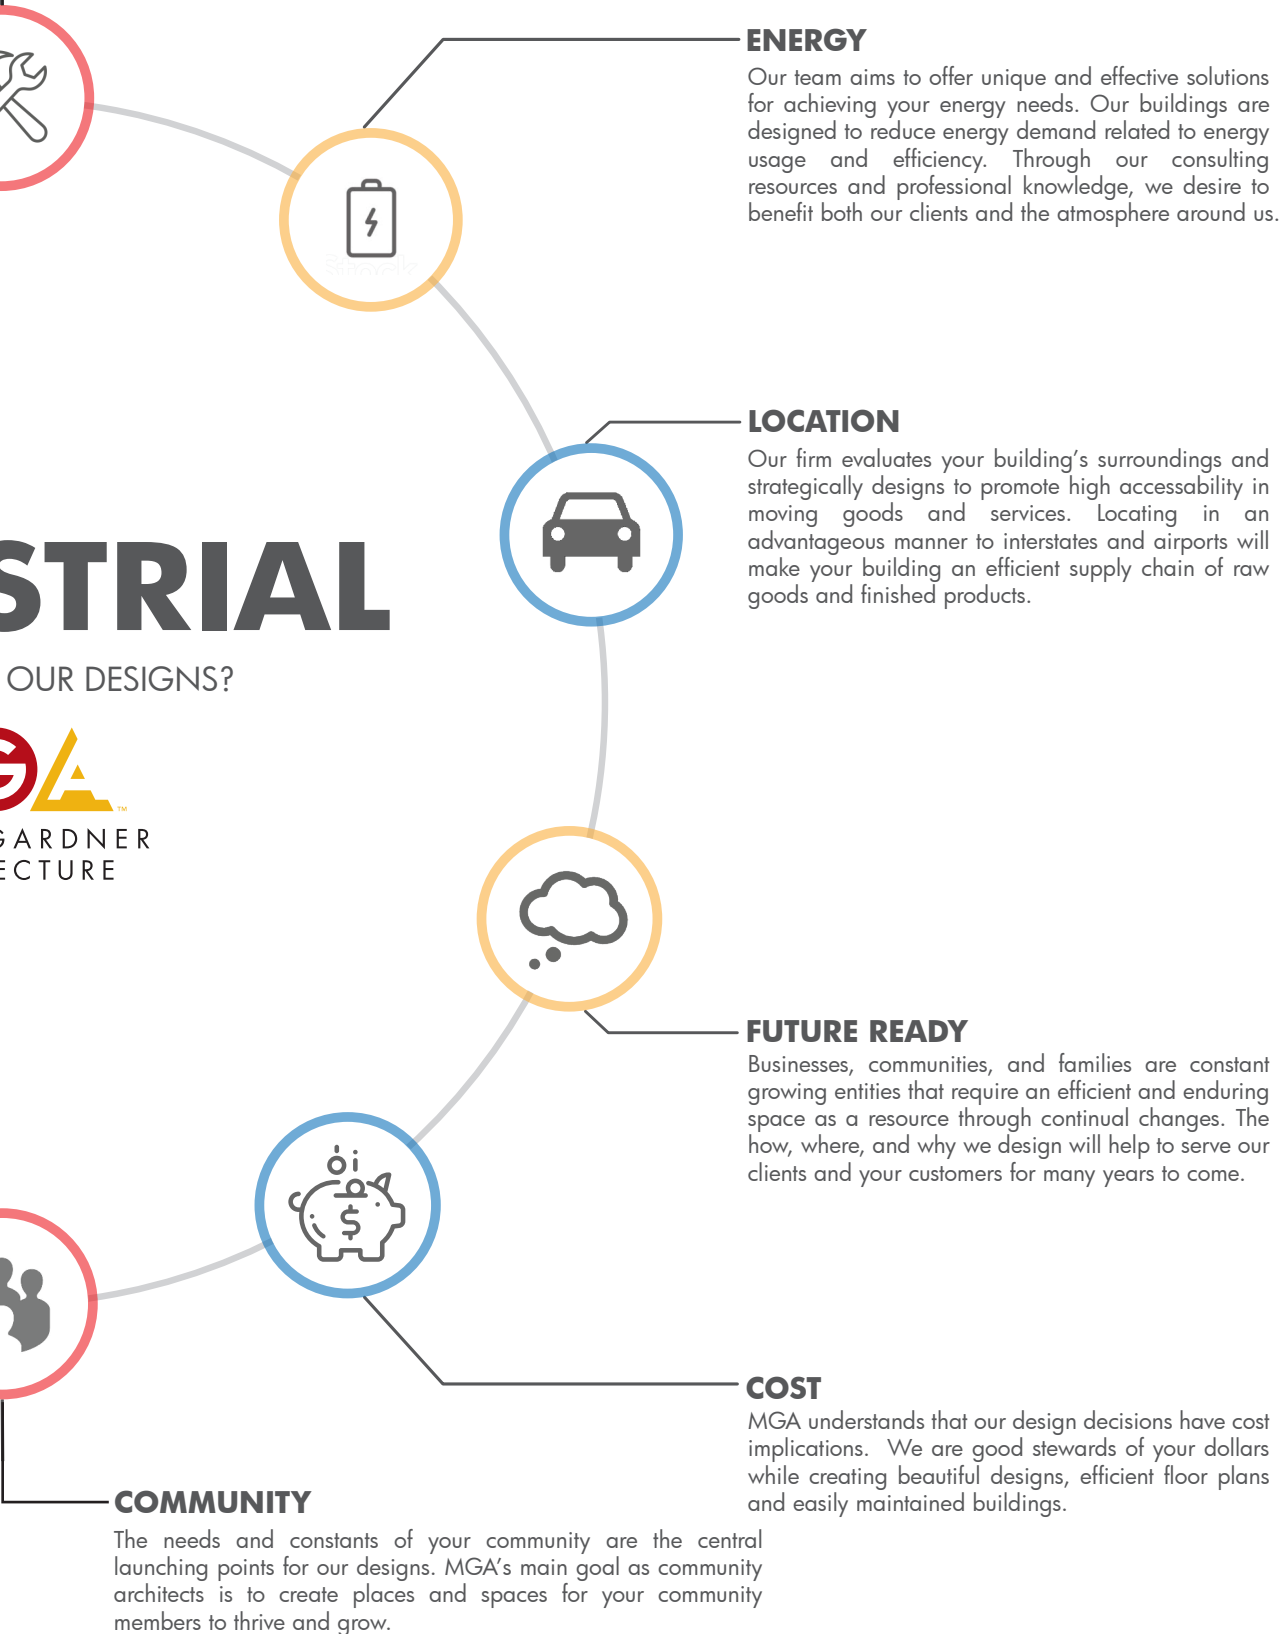 ENERGY
Our team aims to offer unique and effective solutions
for achieving your energy needs. Our buildings are
designed to reduce energy demand related to energy
usage and efficiency. Through our consulting
resources and professional knowledge, we desire to
benefit both our clients and the atmosphere around us.
LOCATION
Our firm evaluates your building's surroundings and
strategically designs to promote high accessability in
moving goods and services. Locating in an
advantageous manner to interstates and airports will
make your building an efficient supply chain of raw
goods and finished products.
STRIAL
OUR DESIGNS?
GA
™
GARDNER
ECTURE
FUTURE READY
Businesses, communities, and families are constant
growing entities that require an efficient and enduring
space as a resource through continual changes. The
how, where, and why we design will help to serve our
clients and your customers for many years to come.
$
COST
MGA understands that our design decisions have cost
implications. We are good stewards of your dollars
while creating beautiful designs, efficient floor plans
and easily maintained buildings.
COMMUNITY
The needs and constants of your community are the central
launching points for our designs. MGA's main goal as community
architects is to create places and spaces for your community
members to thrive and grow.